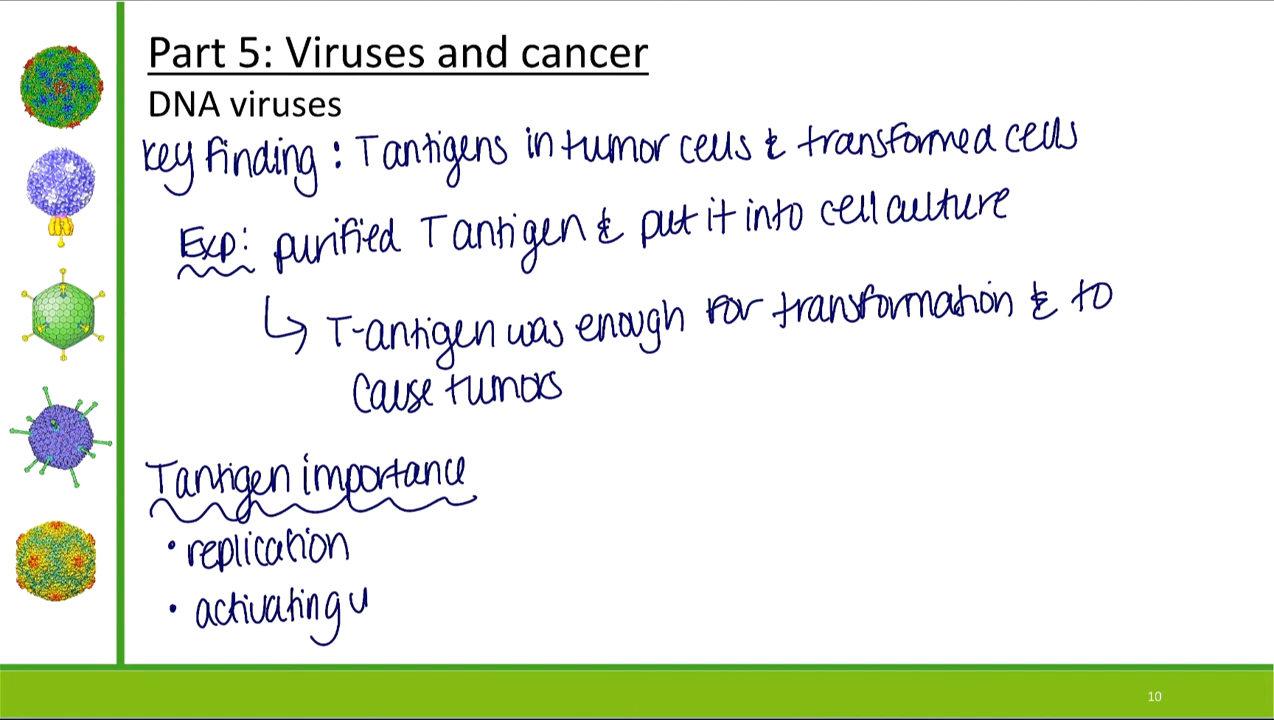 Part 5: Viruses and cancer
DNA viruses
key finding: T antigens in tumor cells & transformed cells
Exp: purified T antigen & put it into cell culture
↳ T-antigen was enough for transformation & to
cause tumors
T antigen importance
• replication
• activating u
10